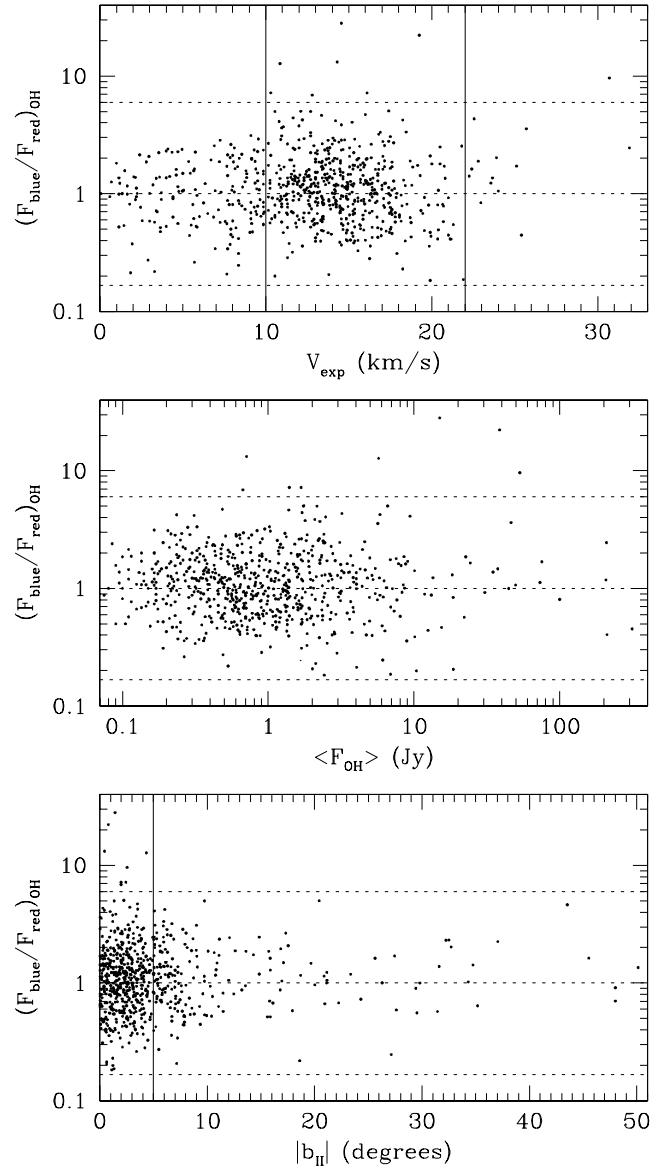 10
1
0.1
(F_blue/F_red)_OH
0 10 20 30
V_exp (km/s)
10
1
0.1
(F_blue/F_red)_OH
0.1 1 10 100
<F_OH> (Jy)
10
1
0.1
(F_blue/F_red)_OH
0 10 20 30 40 50
|b_II| (degrees)